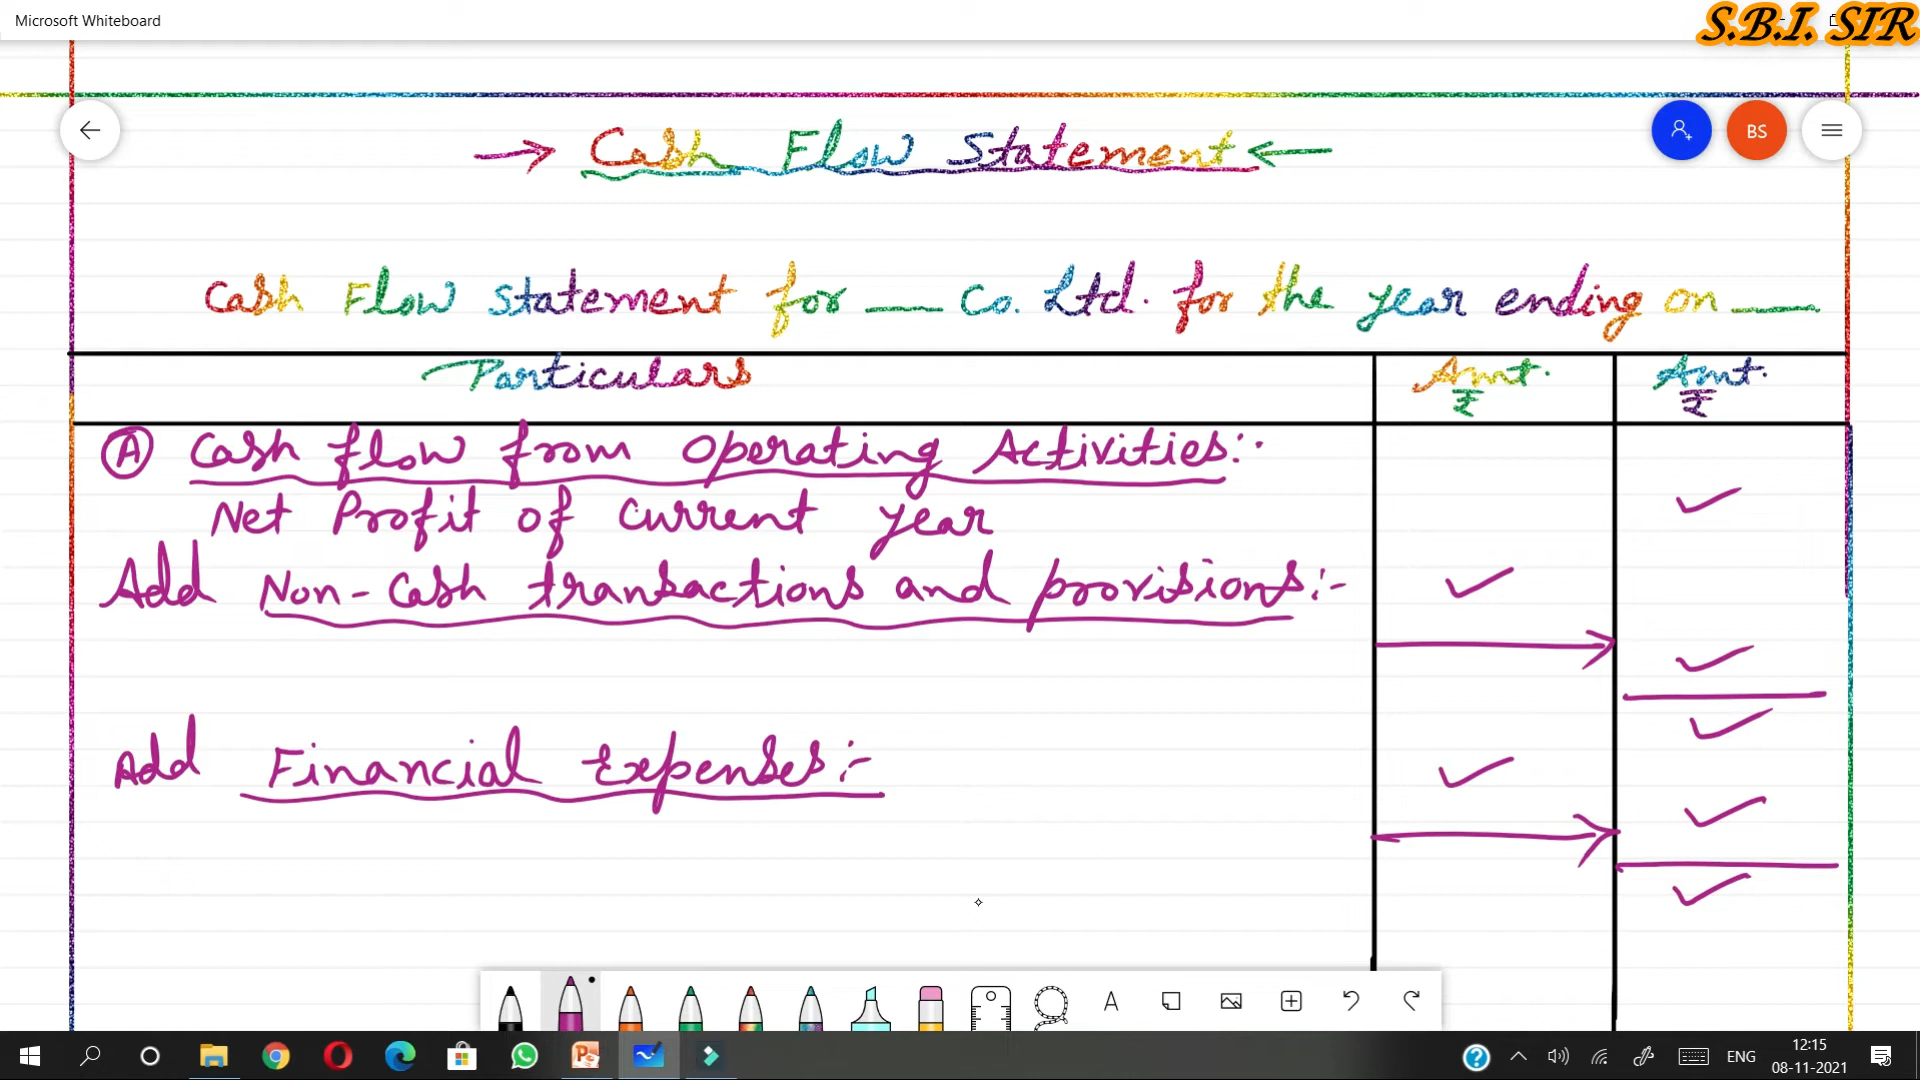 Microsoft Whiteboard
S.B.I. SIR
BS
→ Cash Flow Statement ←
Cash Flow Statement for ___ Co. Ltd. for the year ending on ___.
Particulars Amt. ₹ Amt. ₹
A Cash flow from Operating Activities:-
Net Profit of current year ✓
Add Non-Cash transactions and provisions:- ✓
✓
✓
Add Financial Expenses:- ✓
✓
✓
A
ENG
12:15
08-11-2021